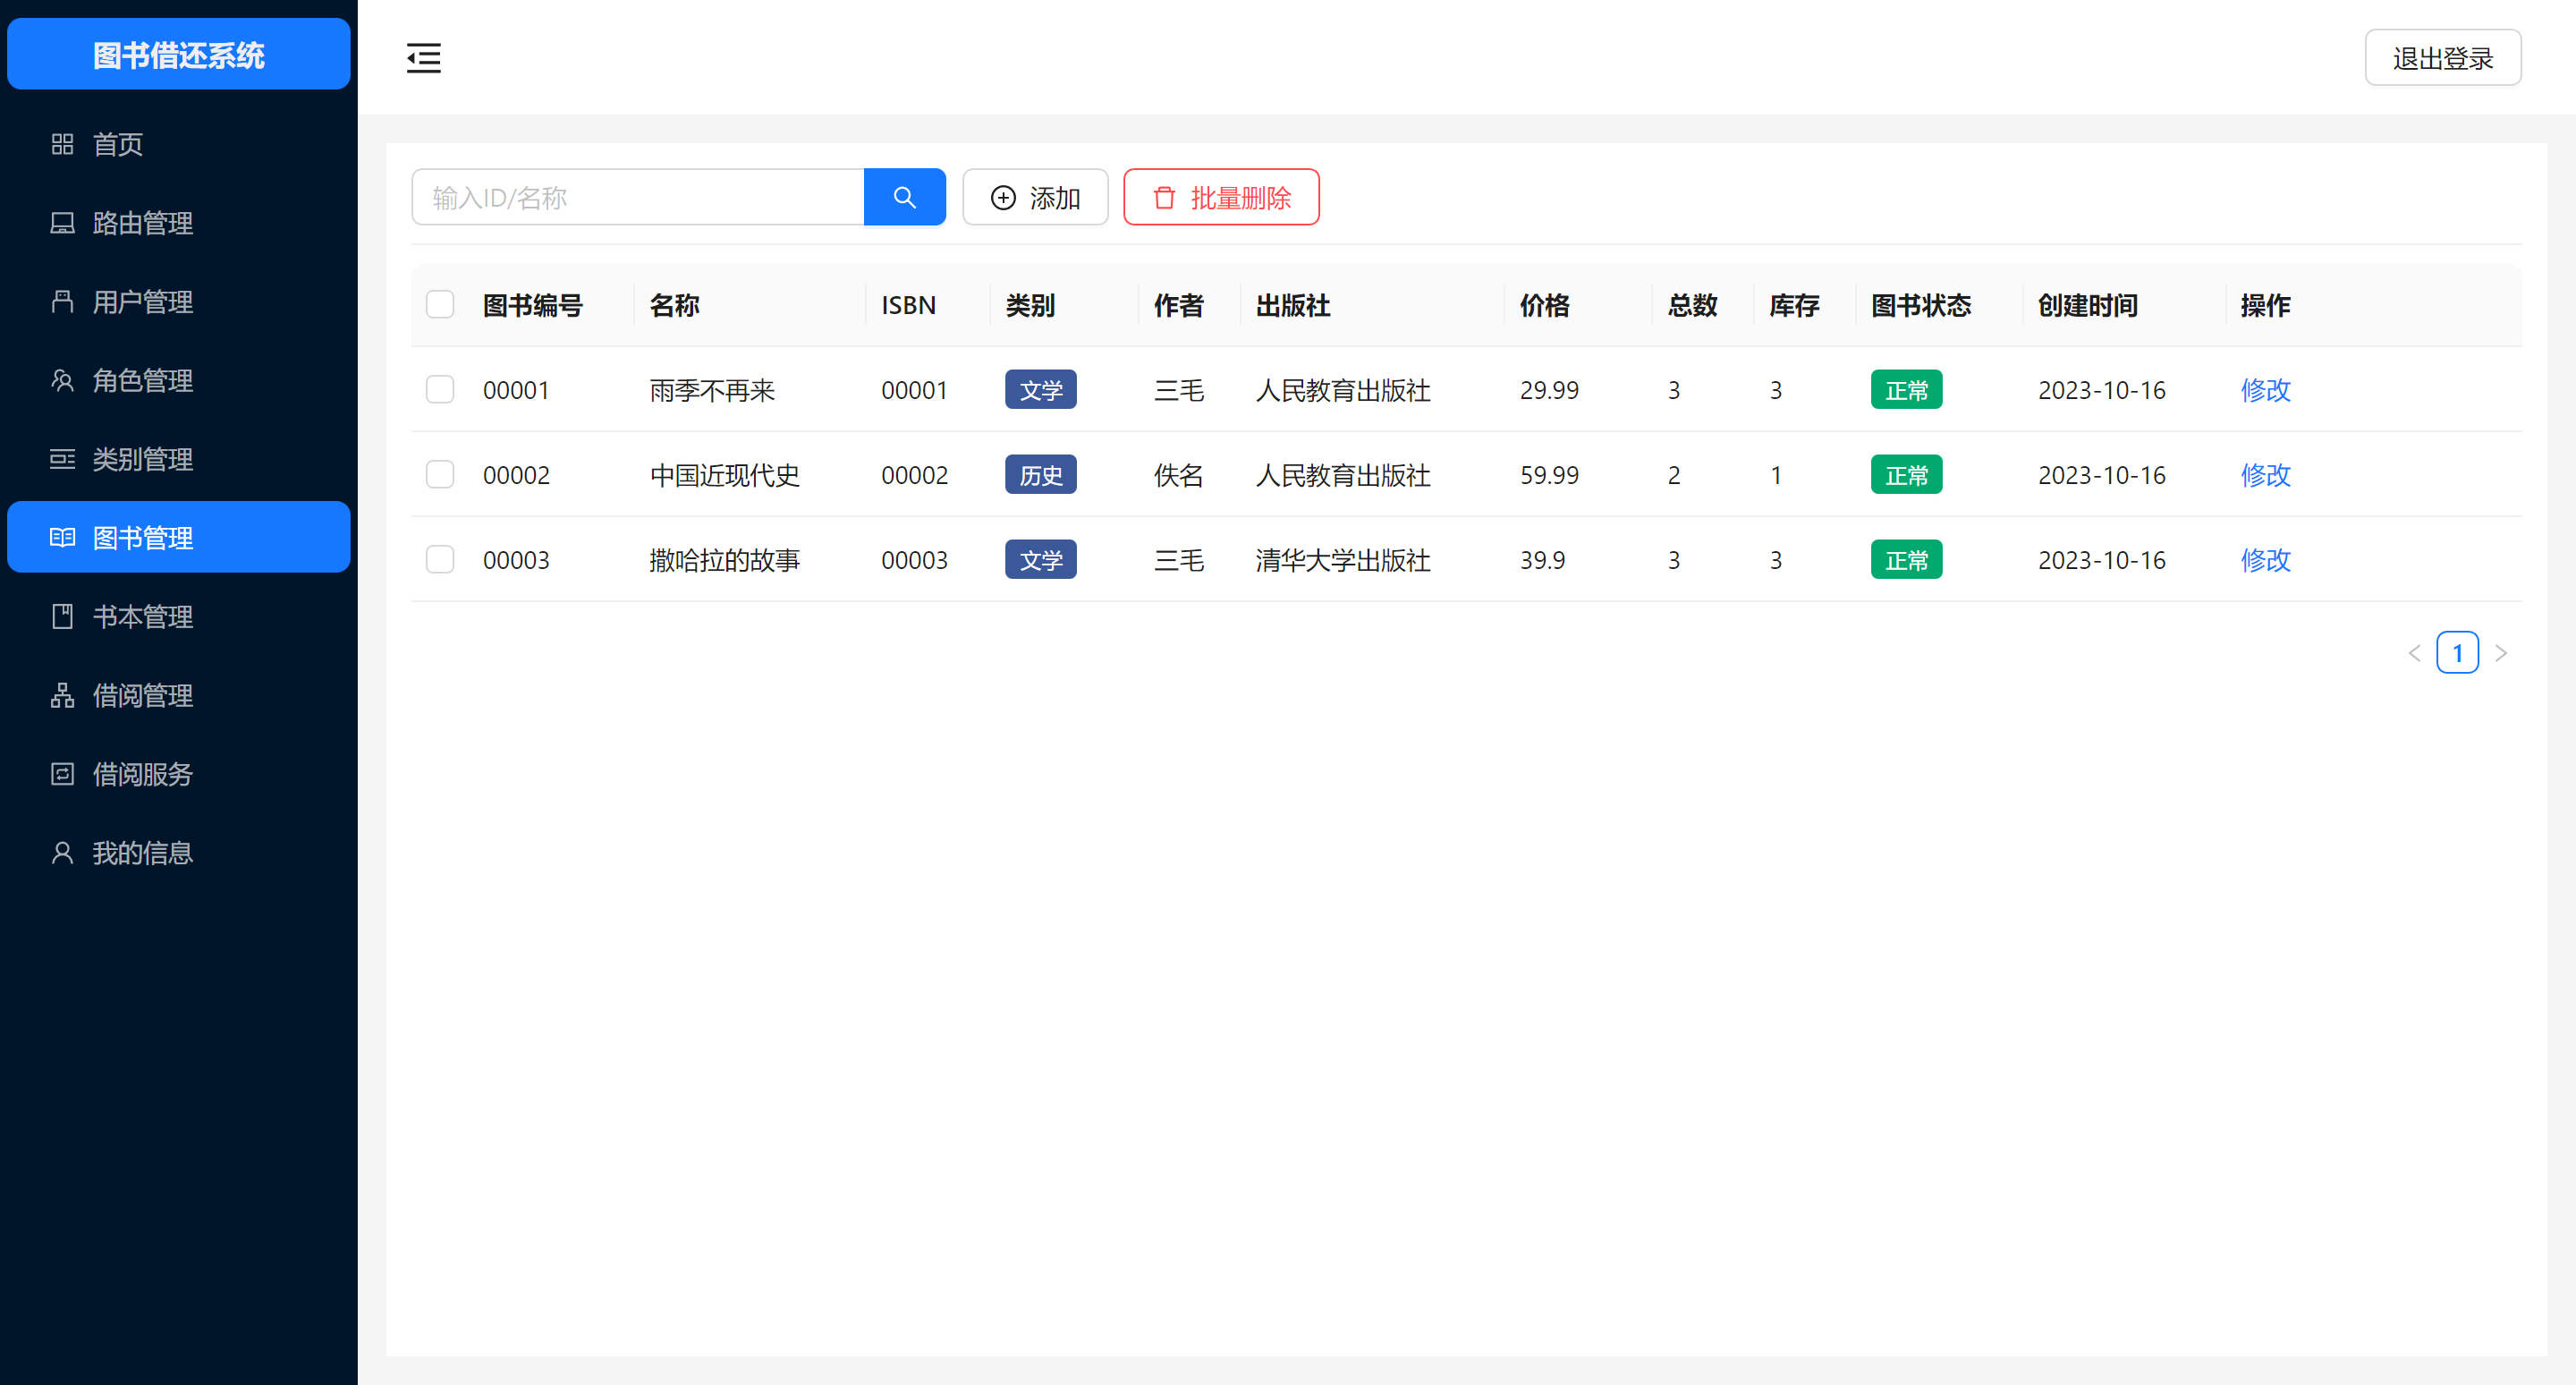 图书借还系统
首页
路由管理
用户管理
角色管理
类别管理
图书管理
书本管理
借阅管理
借阅服务
我的信息
退出登录
输入ID/名称 添加 批量删除
图书编号 名称 ISBN 类别 作者 出版社 价格 总数 库存 图书状态 创建时间 操作
00001 雨季不再来 00001 文学 三毛 人民教育出版社 29.99 3 3 正常 2023-10-16 修改
00002 中国近现代史 00002 历史 佚名 人民教育出版社 59.99 2 1 正常 2023-10-16 修改
00003 撒哈拉的故事 00003 文学 三毛 清华大学出版社 39.9 3 3 正常 2023-10-16 修改
1